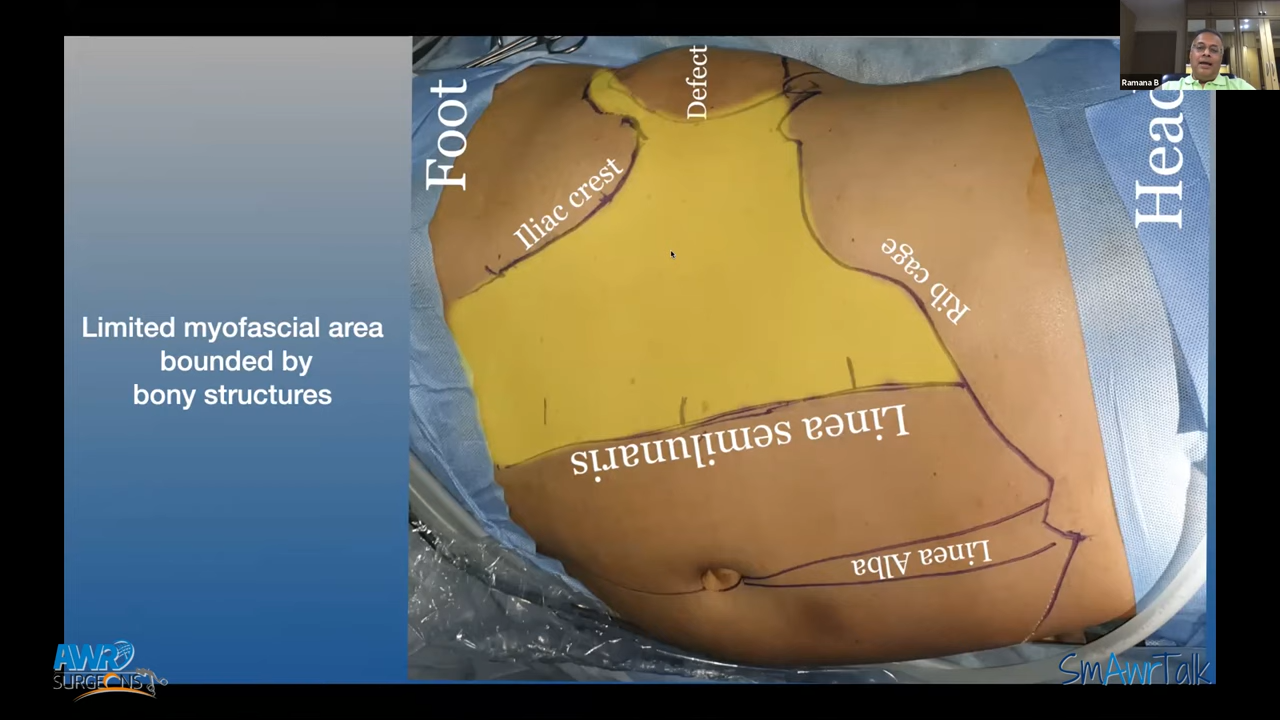 Ramana B
Foot
Defect
Head
Iliac crest
Rib cage
Limited myofascial area
bounded by
bony structures
Linea semilunaris
Linea Alba
AWR
SURGEONS
SmAwrTalk